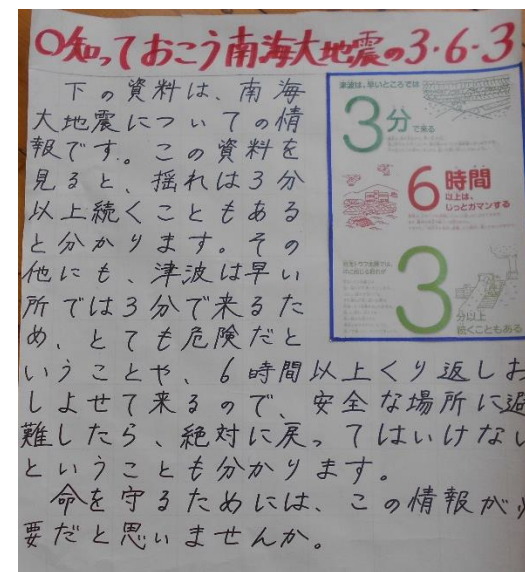 ○知っておこう南海大地震の3・6・3
下の資料は、南海
大地震についての情
報です。この資料を
見ると、揺れは3分
以上続くこともある
と分かります。その
他にも、津波は早い
所では3分で来るた
め、とても危険だと
いうことや、6時間以上くり返しお
しよせて来るので、安全な場所に避
難したら、絶対に戻ってはいけない
ということも分かります。
命を守るためには、この情報が
要だと思いませんか。
津波は、早いところでは
3分で来る
6時間
以上は、
じっとガマンする
3
分以上
続くこともある